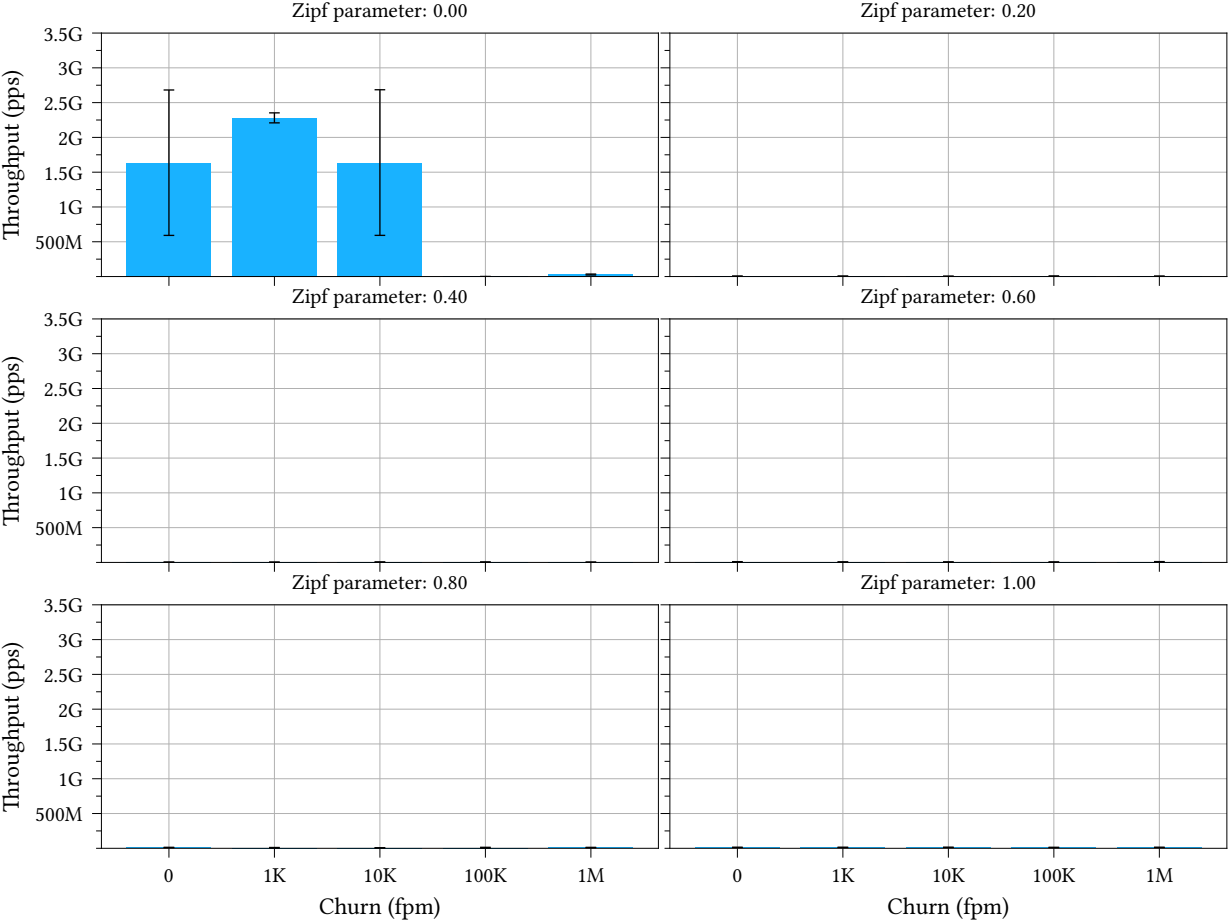 Zipf parameter: 0.00
Zipf parameter: 0.20
Throughput (pps)
3.5G
3G
2.5G
2G
1.5G
1G
500M
Zipf parameter: 0.40
Zipf parameter: 0.60
Throughput (pps)
3.5G
3G
2.5G
2G
1.5G
1G
500M
Zipf parameter: 0.80
Zipf parameter: 1.00
Throughput (pps)
3.5G
3G
2.5G
2G
1.5G
1G
500M
0 1K 10K 100K 1M
0 1K 10K 100K 1M
Churn (fpm)
Churn (fpm)